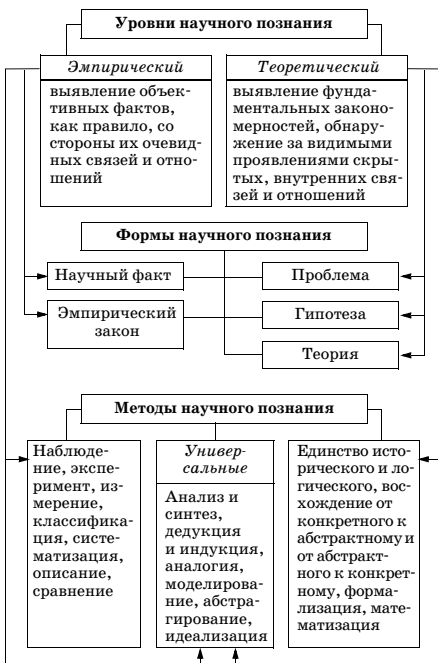 Уровни научного познания
Эмпирический
выявление объек-
тивных фактов,
как правило, со
стороны их очевид-
ных связей и отно-
шений
Теоретический
выявление фунда-
ментальных законо-
мерностей, обнару-
жение за видимыми
проявлениями скры-
тых, внутренних свя-
зей и отношений
Формы научного познания
Научный факт
Эмпирический
закон
Проблема
Гипотеза
Теория
Методы научного познания
Наблюде-
ние, экспе-
римент, из-
мерение,
классифика-
ция, систе-
матизация,
описание,
сравнение
Универ-
сальные
Анализ и
синтез,
дедукция
и индукция,
аналогия,
моделирова-
ние, абстра-
гирование,
идеализация
Единство исто-
рического и ло-
гического, вос-
хождение от
конкретного к
абстрактному и
от абстракт-
ного к конкрет-
ному, форма-
лизация, мате-
матизация